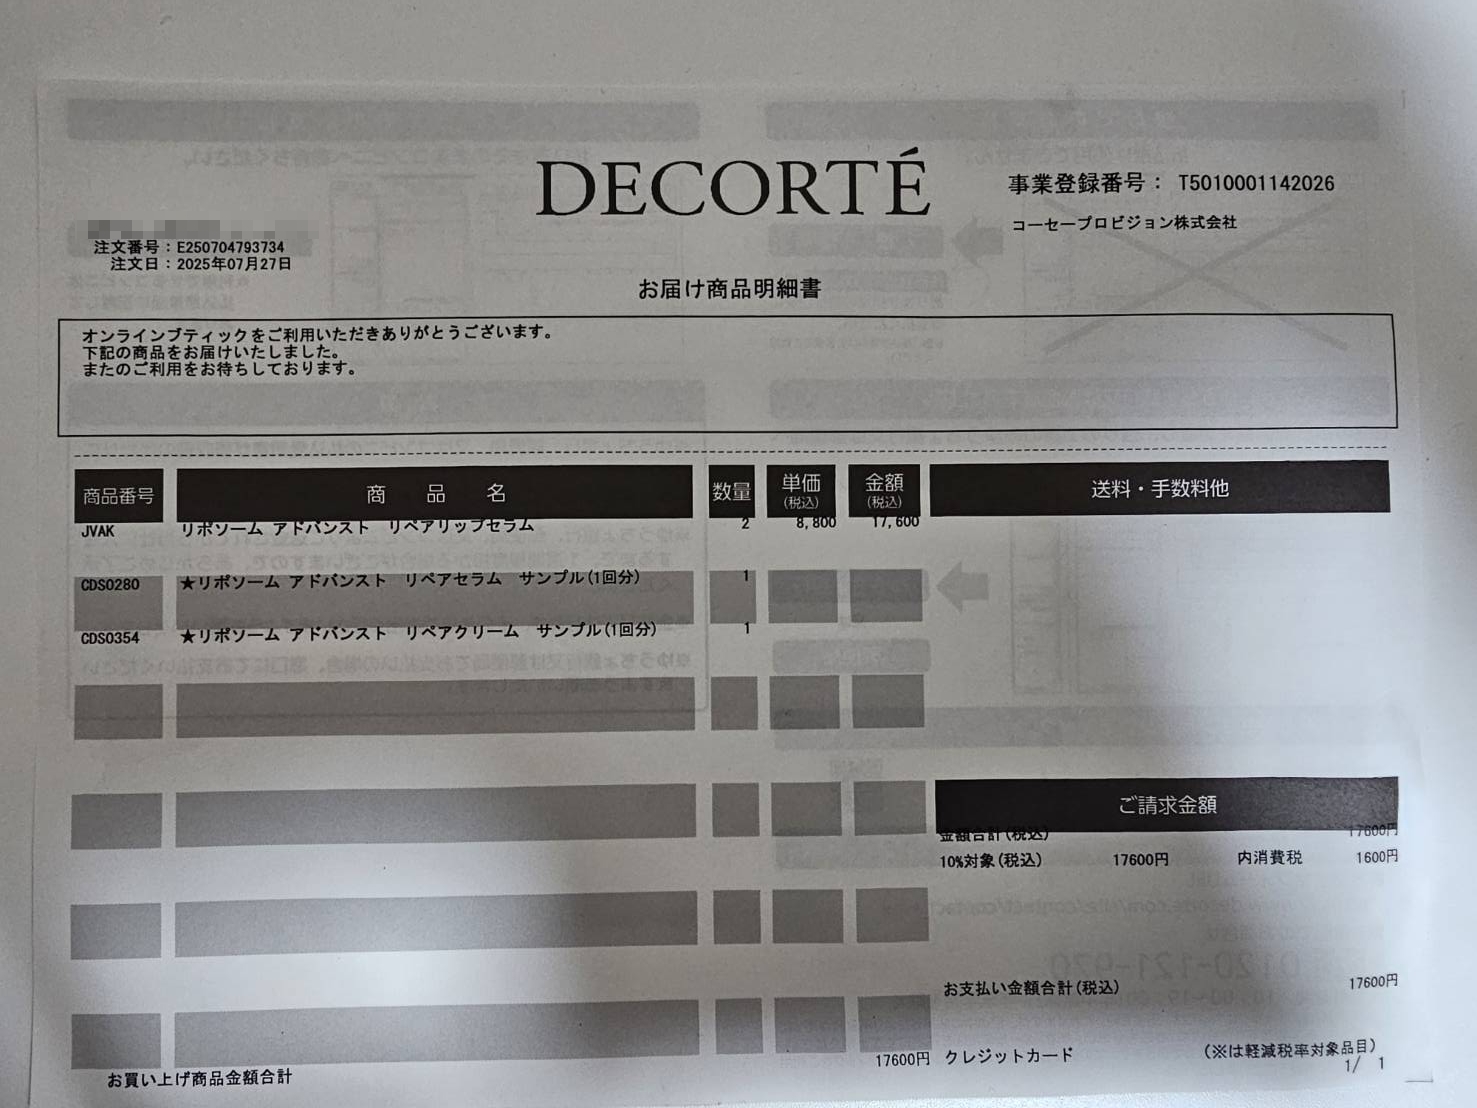 DECORTÉ
事業登録番号： T5010001142026
コーセープロビジョン株式会社
注文番号：E250704793734
注文日：2025年07月27日
お届け商品明細書
オンラインブティックをご利用いただきありがとうございます。
下記の商品をお届けいたしました。
またのご利用をお待ちしております。
商品番号 商品名 数量 単価(税込) 金額(税込) 送料・手数料他
JVAK リポソーム アドバンスト リペアリップセラム 2 8,800 17,600
CDSO280 ★リポソーム アドバンスト リペアセラム サンプル(1回分) 1
CDSO354 ★リポソーム アドバンスト リペアクリーム サンプル(1回分) 1
ご請求金額
金額合計(税込) 17600円
10%対象(税込) 17600円 内消費税 1600円
お支払い金額合計(税込) 17600円
お買い上げ商品金額合計 17600円 クレジットカード (※は軽減税率対象品目)
1/ 1